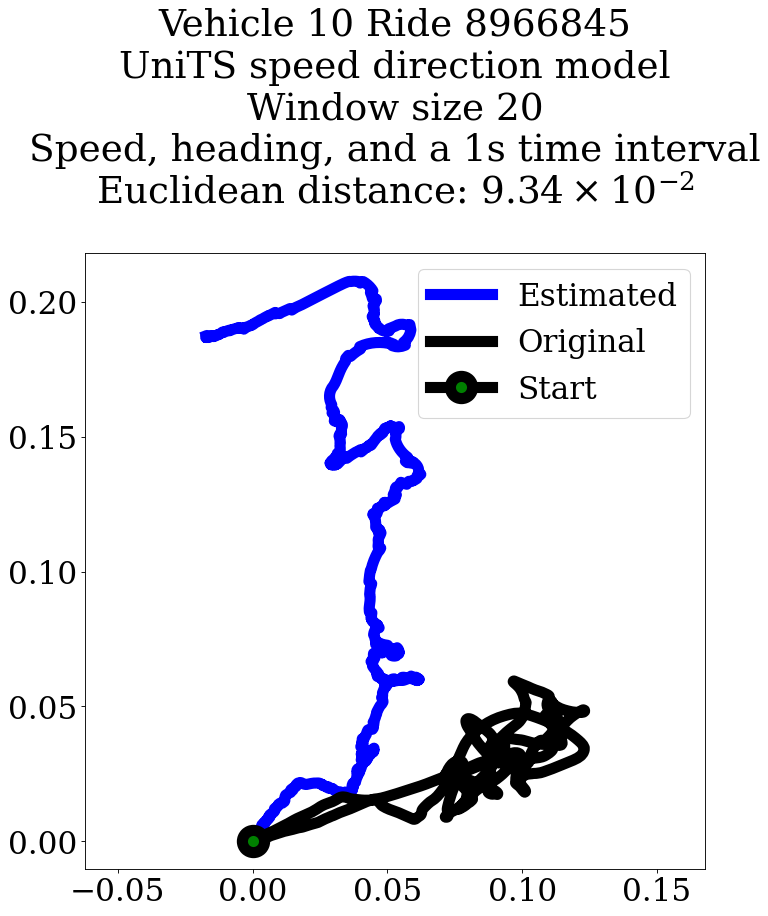 Vehicle 10 Ride 8966845
UniTS speed direction model
Window size 20
Speed, heading, and a 1s time interval
Euclidean distance: 9.34 × 10⁻²
Estimated
Original
Start
0.20
0.15
0.10
0.05
0.00
−0.05 0.00 0.05 0.10 0.15